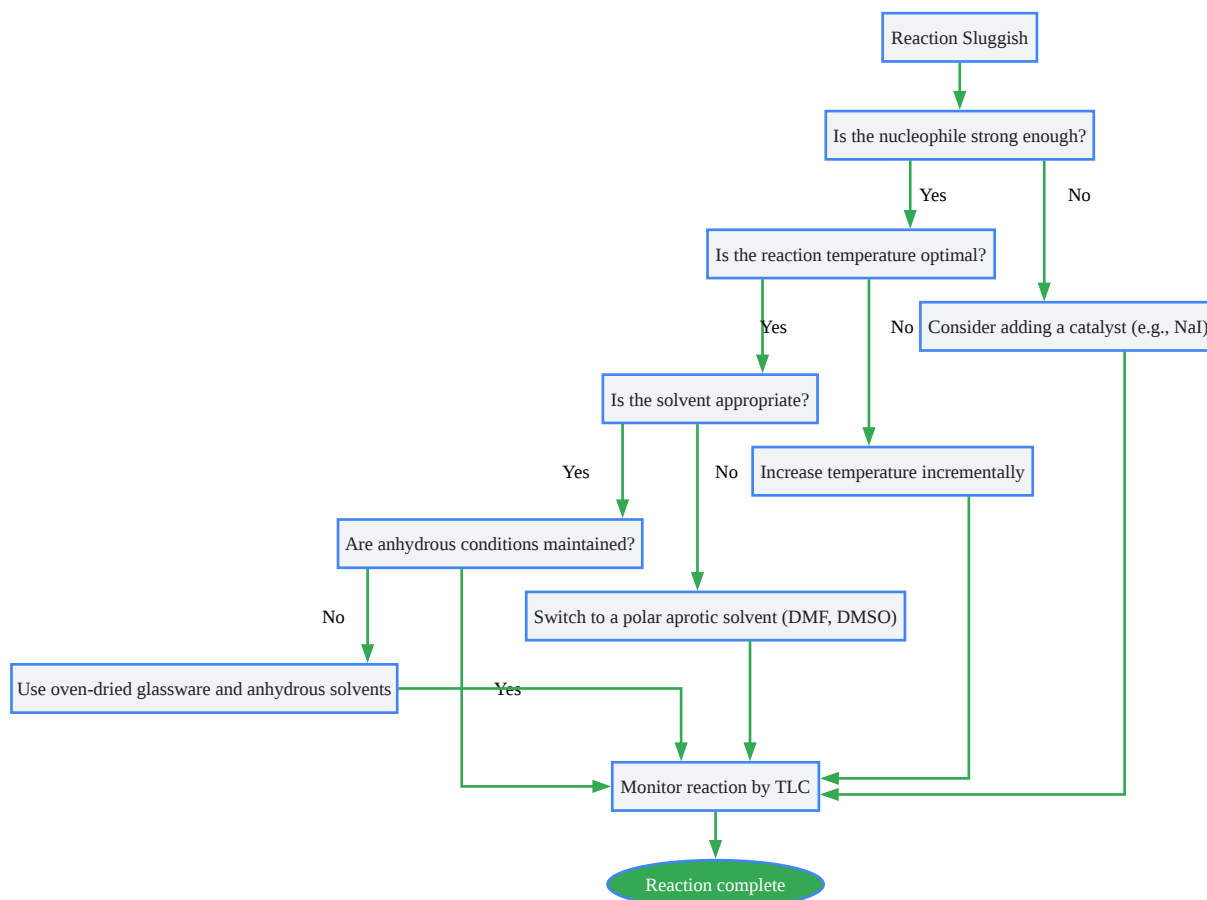 Reaction Sluggish
Is the nucleophile strong enough?
Yes
No
Is the reaction temperature optimal?
Yes
No
Consider adding a catalyst (e.g., NaI)
Is the solvent appropriate?
Yes
No
Increase temperature incrementally
Are anhydrous conditions maintained?
No
Switch to a polar aprotic solvent (DMF, DMSO)
Use oven-dried glassware and anhydrous solvents
Yes
Monitor reaction by TLC
Reaction complete